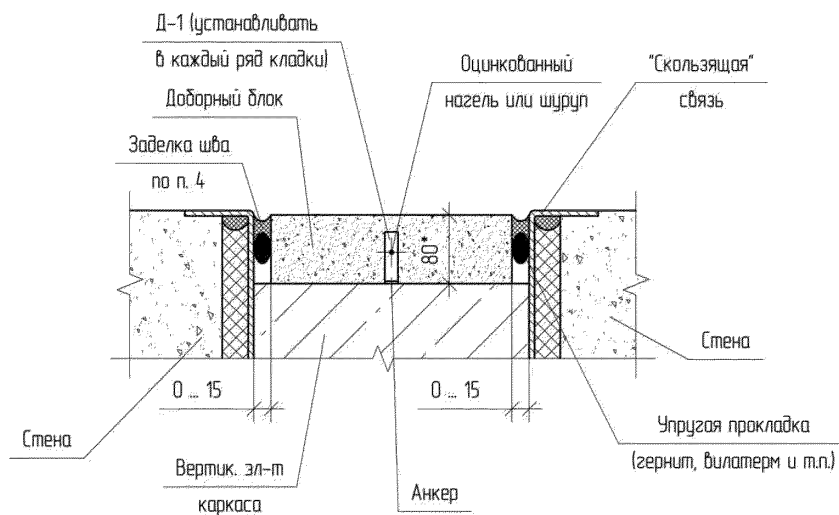 Д-1 (устанавливать
в каждый ряд кладки)
Доборный блок
Заделка шва
по п. 4
Оцинкованный
нагель или шуруп
"Скользящая"
связь
80*
Стена
0 ... 15
0 ... 15
Стена
Упругая прокладка
(гернит, вилатерм и т.п.)
Вертик. эл-т
каркаса
Анкер